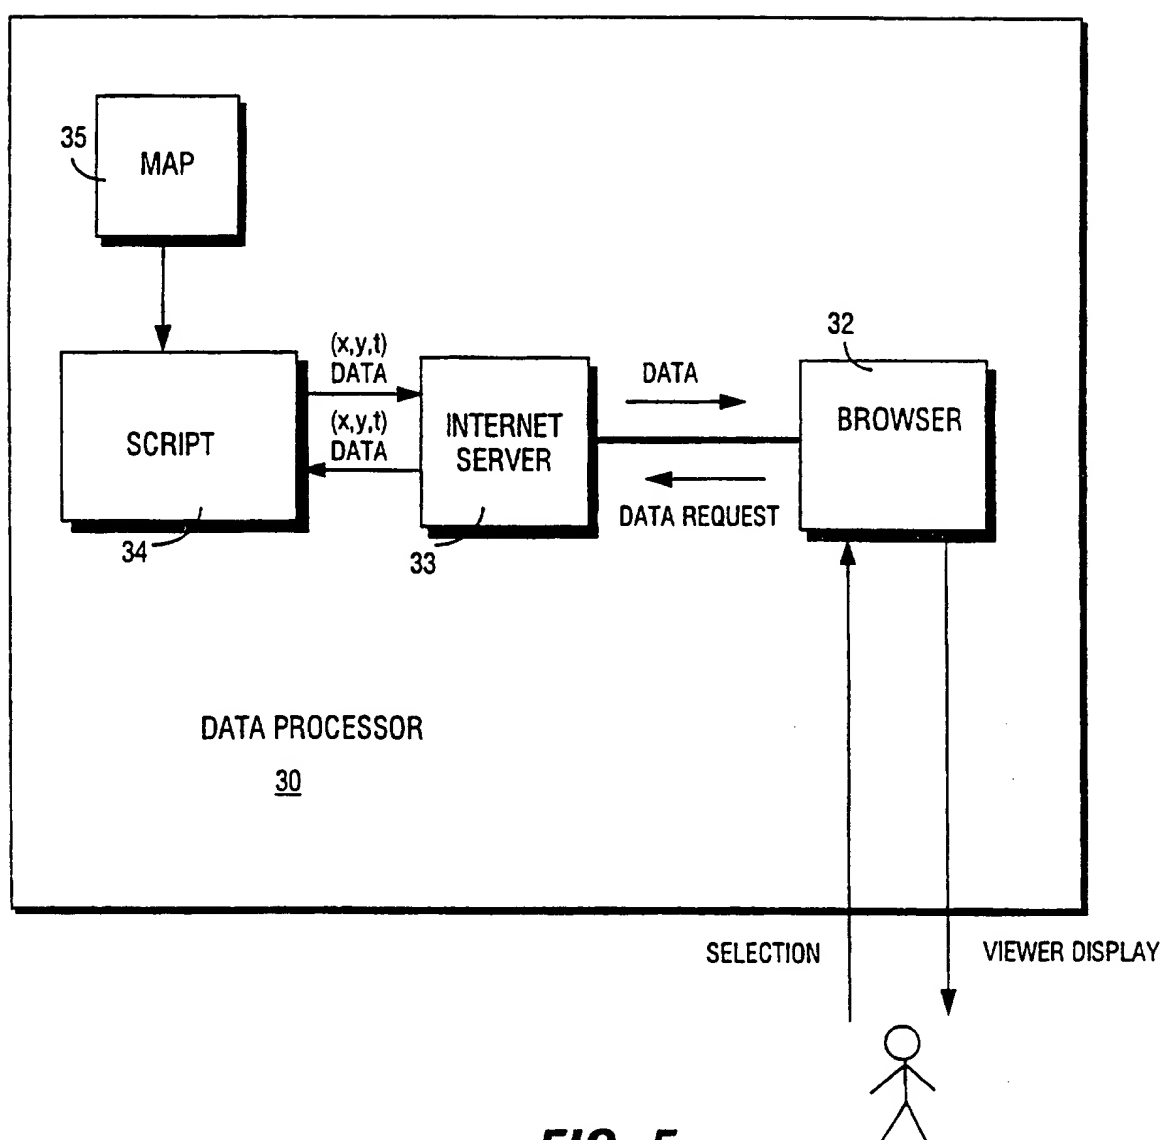 35
MAP
32
(x,y,t)
DATA
(x,y,t)
DATA
DATA
BROWSER
SCRIPT
INTERNET
SERVER
DATA REQUEST
34
33
DATA PROCESSOR
30
SELECTION
VIEWER DISPLAY